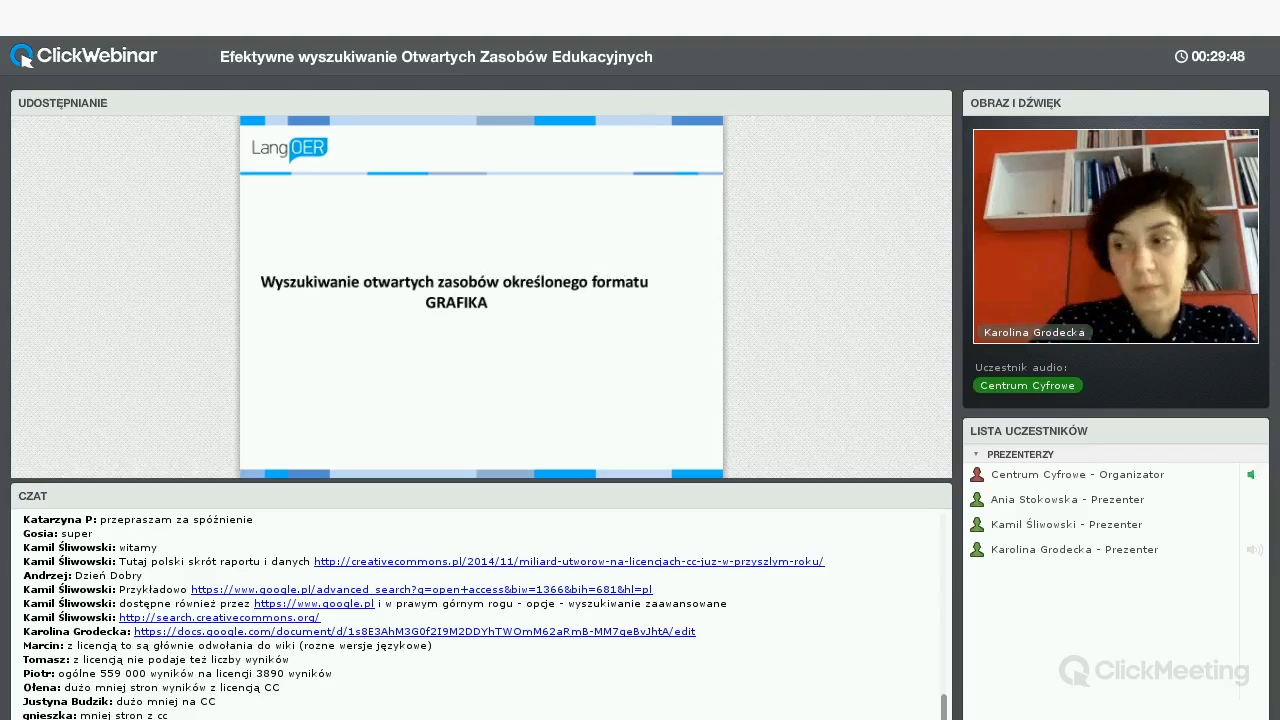 ClickWebinar
Efektywne wyszukiwanie Otwartych Zasobów Edukacyjnych
00:29:48
UDOSTĘPNIANIE
LangOER
Wyszukiwanie otwartych zasobów określonego formatu
GRAFIKA
OBRAZ I DŹWIĘK
Karolina Grodecka
Uczestnik audio:
Centrum Cyfrowe
LISTA UCZESTNIKÓW
PREZENTERZY
Centrum Cyfrowe - Organizator
Ania Stokowska - Prezenter
Kamil Śliwowski - Prezenter
Karolina Grodecka - Prezenter
CZAT
Katarzyna P: przepraszam za spóźnienie
Gosia: super
Kamil Śliwowski: witamy
Kamil Śliwowski: Tutaj polski skrót raportu i danych http://creativecommons.pl/2014/11/miliard-utworow-na-licencjach-cc-juz-w-przyszlym-roku/
Andrzej: Dzień Dobry
Kamil Śliwowski: Przykładowo https://www.google.pl/advanced_search?q=open+access&biw=1366&bih=681&hl=pl
Kamil Śliwowski: dostępne również przez https://www.google.pl i w prawym górnym rogu - opcje - wyszukiwanie zaawansowane
Kamil Śliwowski: http://search.creativecommons.org/
Karolina Grodecka: https://docs.google.com/document/d/1s8E3AhM3G0f2I9M2DDYhTWOmM62aRmB-MM7qeBvJhtA/edit
Marcin: z licencją to są głównie odwołania do wiki (rozne wersje językowe)
Tomasz: z licencją nie podaje też liczby wyników
Piotr: ogólne 559 000 wyników na licencji 3890 wyników
Ołena: dużo mniej stron wyników z licencją CC
Justyna Budzik: dużo mniej na CC
gnieszka: mniej stron z cc
ClickMeeting